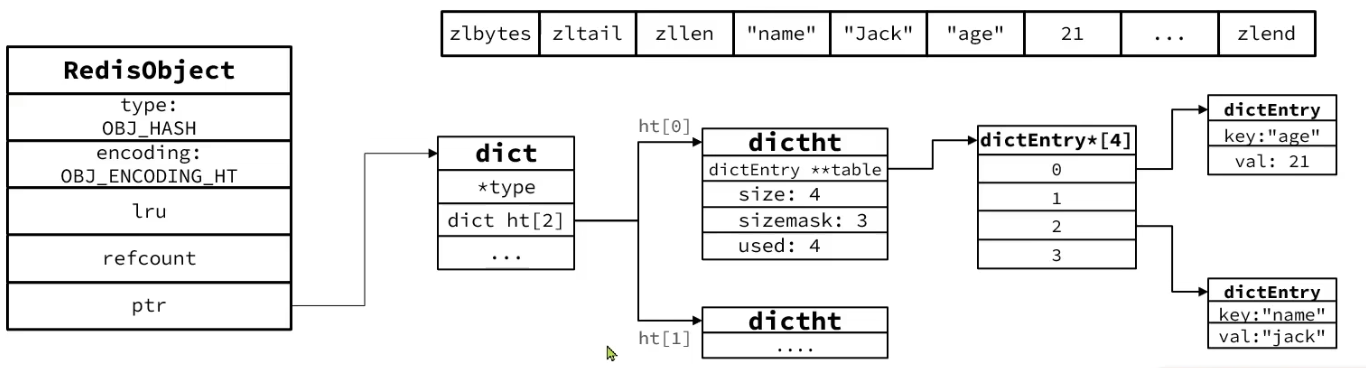 zlbytes zltail zllen "name" "Jack" "age" 21 ... zlend
RedisObject
type:
OBJ_HASH
encoding:
OBJ_ENCODING_HT
lru
refcount
ptr
dict
*type
dict ht[2]
...
ht[0]
dictht
dictEntry **table
size: 4
sizemask: 3
used: 4
ht[1]
dictht
....
dictEntry*[4]
0
1
2
3
dictEntry
key:"age"
val: 21
dictEntry
key:"name"
val:"jack"